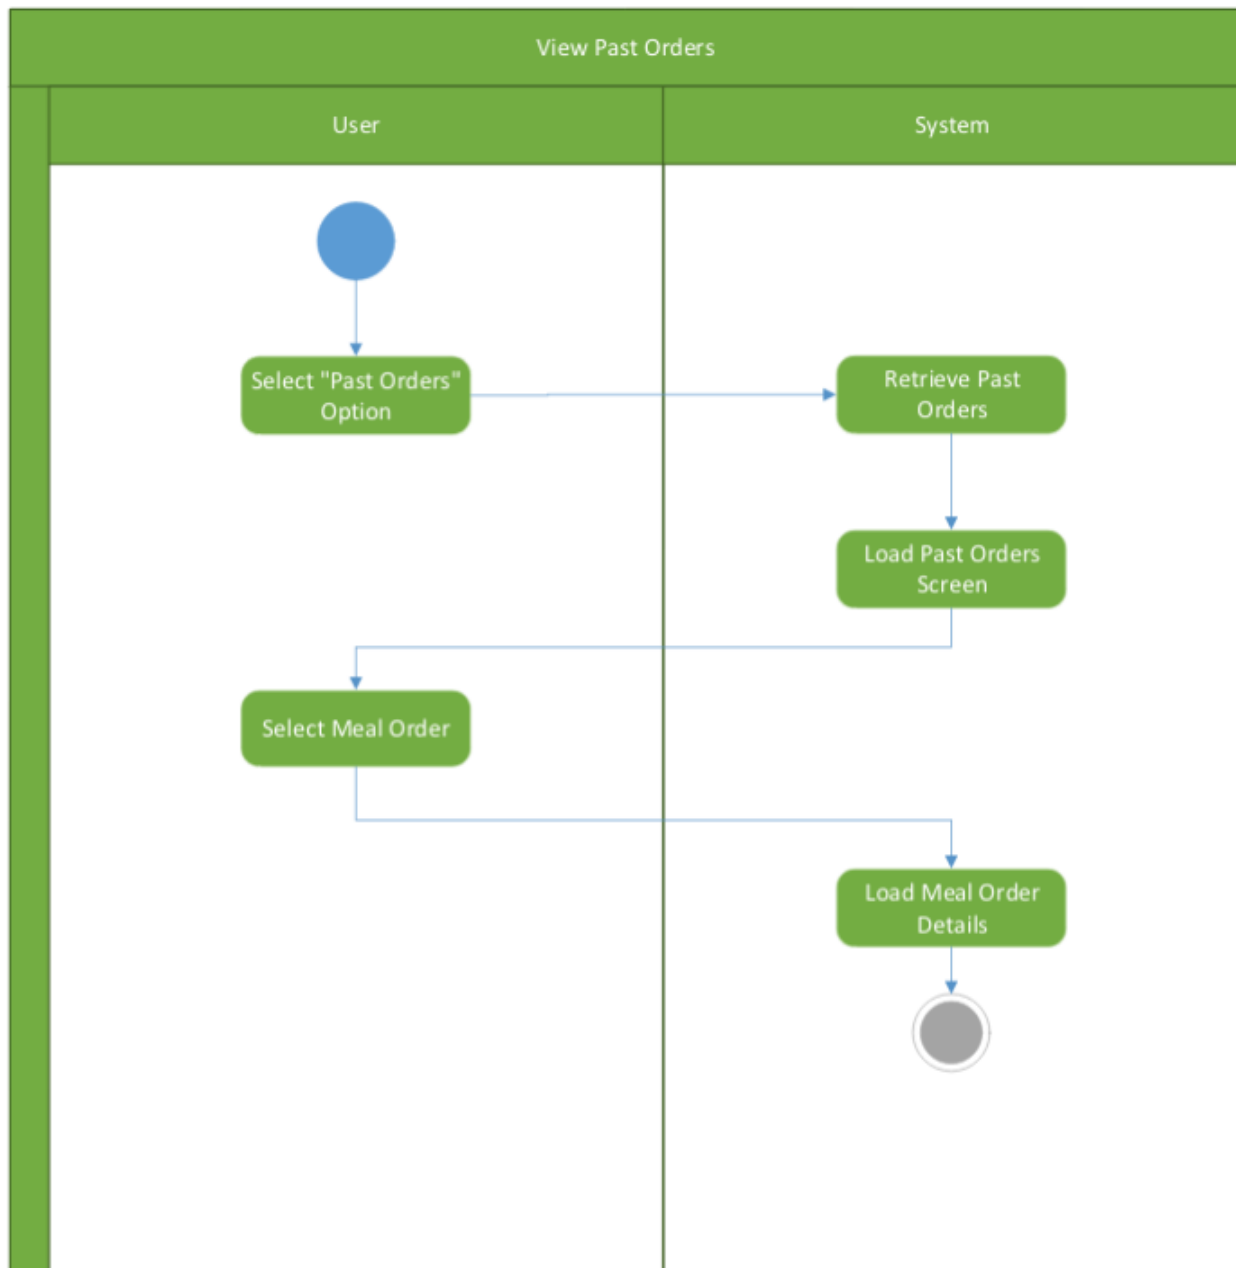 View Past Orders
User
System
Select "Past Orders"
Option
Retrieve Past
Orders
Load Past Orders
Screen
Select Meal Order
Load Meal Order
Details